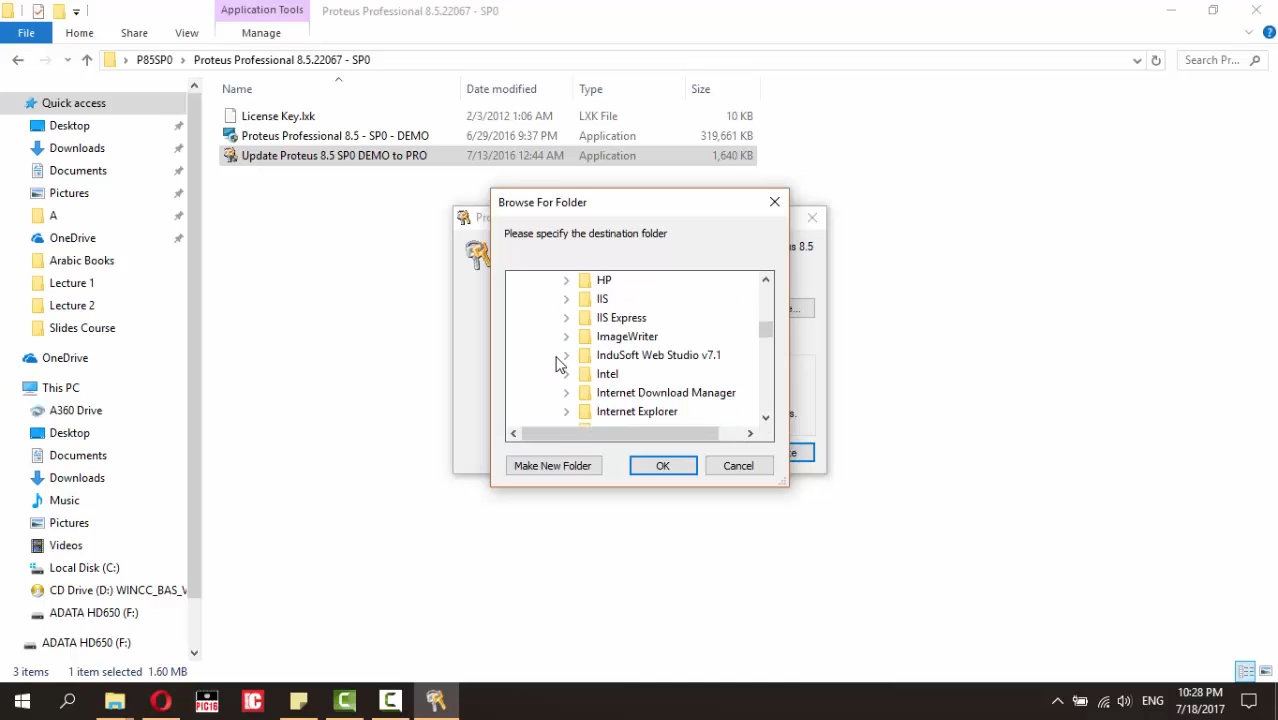 Application Tools
Proteus Professional 8.5.22067 - SP0
File
Home
Share
View
Manage
P85SP0
Proteus Professional 8.5.22067 - SP0
Search Pr...
Name
Date modified
Type
Size
License Key.lxk
2/3/2012 1:06 AM
LXK File
10 KB
Proteus Professional 8.5 - SP0 - DEMO
6/29/2016 9:37 PM
Application
319,661 KB
Update Proteus 8.5 SP0 DEMO to PRO
7/13/2016 12:44 AM
Application
1,640 KB
Quick access
Desktop
Downloads
Documents
Pictures
A
OneDrive
Arabic Books
Lecture 1
Lecture 2
Slides Course
OneDrive
This PC
A360 Drive
Desktop
Documents
Downloads
Music
Pictures
Videos
Local Disk (C:)
CD Drive (D:) WINCC_BAS_V
ADATA HD650 (F:)
ADATA HD650 (F:)
Browse For Folder
Please specify the destination folder
8.5
HP
IIS
IIS Express
ImageWriter
InduSoft Web Studio v7.1
Intel
Internet Download Manager
Internet Explorer
Make New Folder
OK
Cancel
3 items
1 item selected
1.60 MB
PIC16
iC
ENG
10:28 PM
7/18/2017